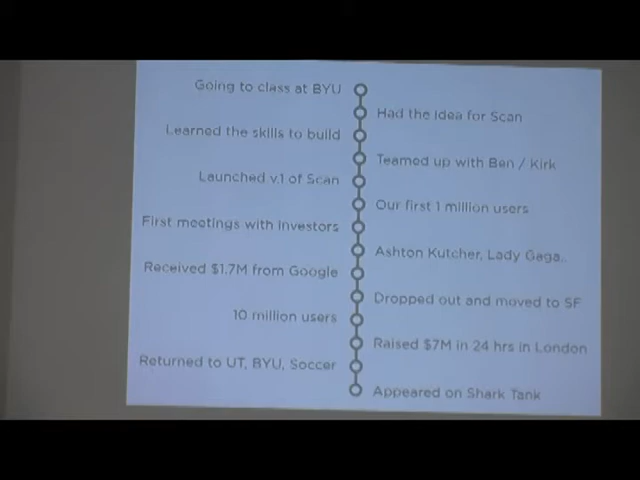 Going to class at BYU
Had the idea for Scan
Learned the skills to build
Teamed up with Ben / Kirk
Launched v.1 of Scan
Our first 1 million users
First meetings with investors
Ashton Kutcher, Lady Gaga..
Received $1.7M from Google
Dropped out and moved to SF
10 million users
Raised $7M in 24 hrs in London
Returned to UT, BYU, Soccer
Appeared on Shark Tank